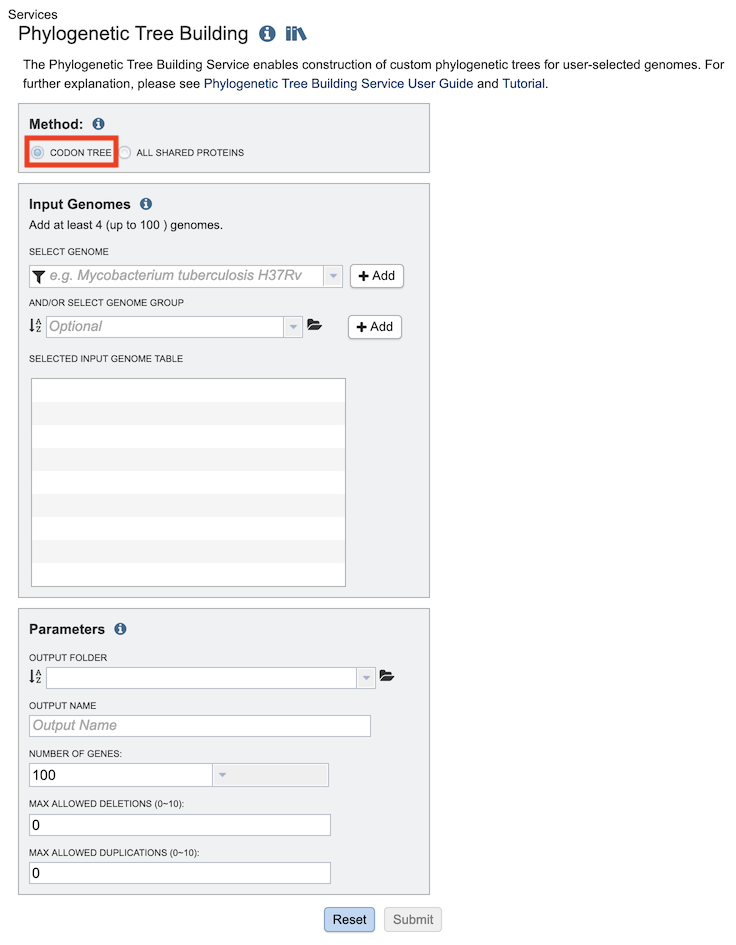 Services
Phylogenetic Tree Building
The Phylogenetic Tree Building Service enables construction of custom phylogenetic trees for user-selected genomes. For
further explanation, please see Phylogenetic Tree Building Service User Guide and Tutorial.
Method:
CODON TREE ALL SHARED PROTEINS
Input Genomes
Add at least 4 (up to 100 ) genomes.
SELECT GENOME
e.g. Mycobacterium tuberculosis H37Rv + Add
AND/OR SELECT GENOME GROUP
Optional + Add
SELECTED INPUT GENOME TABLE
Parameters
OUTPUT FOLDER
OUTPUT NAME
Output Name
NUMBER OF GENES:
100
MAX ALLOWED DELETIONS (0~10):
0
MAX ALLOWED DUPLICATIONS (0~10):
0
Reset Submit